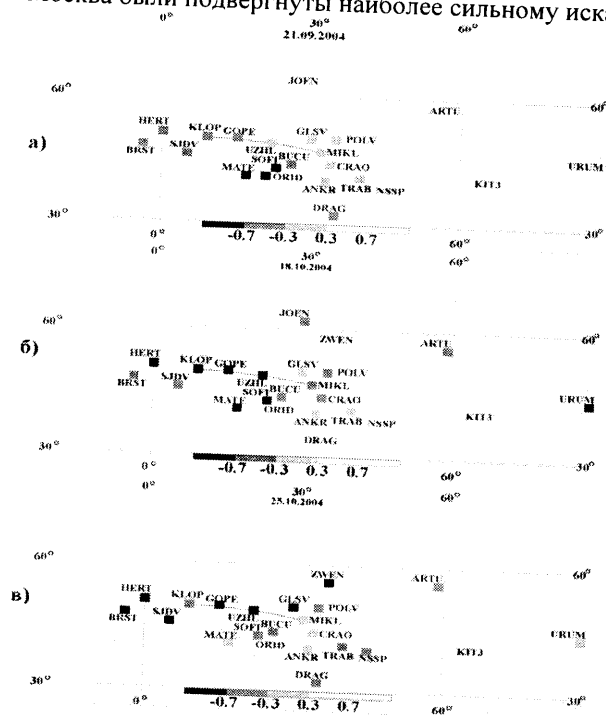 Москва были подвергнуты наиболее сильному иска
0° 30° 60°
21.09.2004
JOEN
60° ARTU 60°
HERT KLOP GOPE GLSV POLV
а) BRST SJDV UZHL MIKL
SOFI BUCU CRAO URUM
MATE ORID KIT3
ANKR TRAB NSSP
DRAG
30° 30°
0° -0.7 -0.3 0.3 0.7 60°
0° 30° 60°
18.10.2004
JOEN
60° ZWEN ARTU 60°
б) HERT KLOP GOPE GLSV POLV
BRST SJDV UZHL MIKL
SOFI BUCU CRAO URUM
MATE ORID KIT3
ANKR TRAB NSSP
DRAG
30° 30°
0° -0.7 -0.3 0.3 0.7 60°
0° 30° 60°
25.10.2004
60° ZWEN ARTU 60°
HERT KLOP GOPE GLSV POLV
в) BRST SJDV UZHL MIKL
SOFI BUCU CRAO URUM
MATE ORID KIT3
ANKR TRAB NSSP
DRAG
30° 30°
0° -0.7 -0.3 0.3 0.7 60°